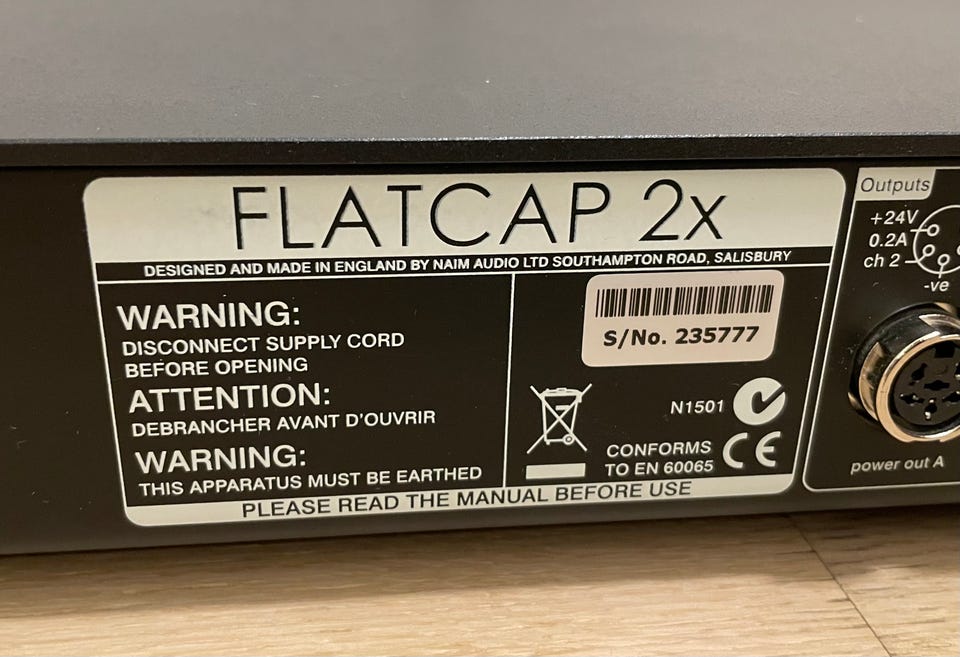 FLATCAP 2x
DESIGNED AND MADE IN ENGLAND BY NAIM AUDIO LTD SOUTHAMPTON ROAD, SALISBURY
WARNING:
DISCONNECT SUPPLY CORD
BEFORE OPENING
ATTENTION:
DEBRANCHER AVANT D'OUVRIR
WARNING:
THIS APPARATUS MUST BE EARTHED
S/No. 235777
N1501
CONFORMS
TO EN 60065
CE
PLEASE READ THE MANUAL BEFORE USE
Outputs
+24V
0.2A
ch 2
-ve
power out A